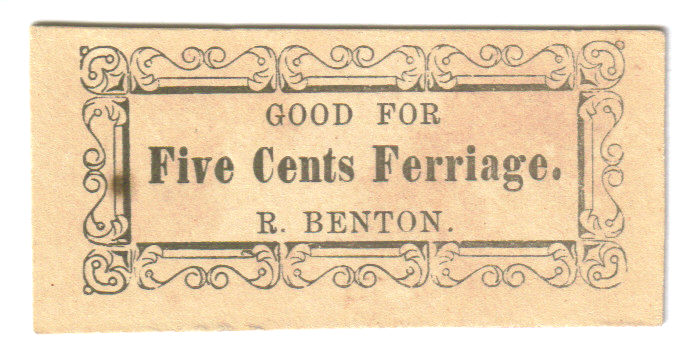 GOOD FOR
Five Cents Ferriage.
R. BENTON.